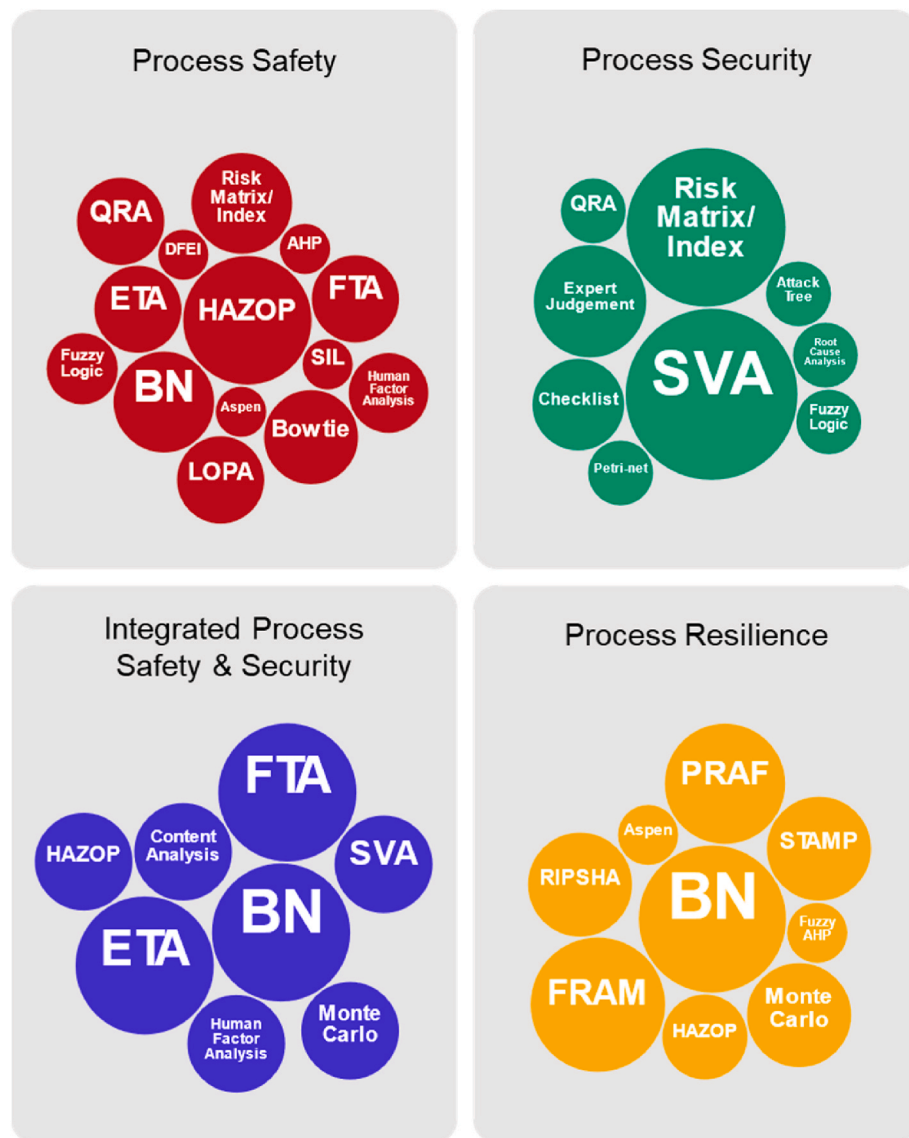 Process Safety
Risk
Matrix/
Index
QRA
DFEI
AHP
ETA
HAZOP
FTA
Fuzzy
Logic
BN
SIL
Human
Factor
Analysis
Aspen
Bowtie
LOPA
Process Security
Risk
Matrix/
Index
QRA
Expert
Judgement
Attack
Tree
SVA
Root
Cause
Analysis
Checklist
Fuzzy
Logic
Petri-net
Integrated Process
Safety & Security
FTA
HAZOP
Content
Analysis
SVA
BN
ETA
Human
Factor
Analysis
Monte
Carlo
Process Resilience
PRAF
Aspen
STAMP
RIPSHA
BN
Fuzzy
AHP
FRAM
HAZOP
Monte
Carlo